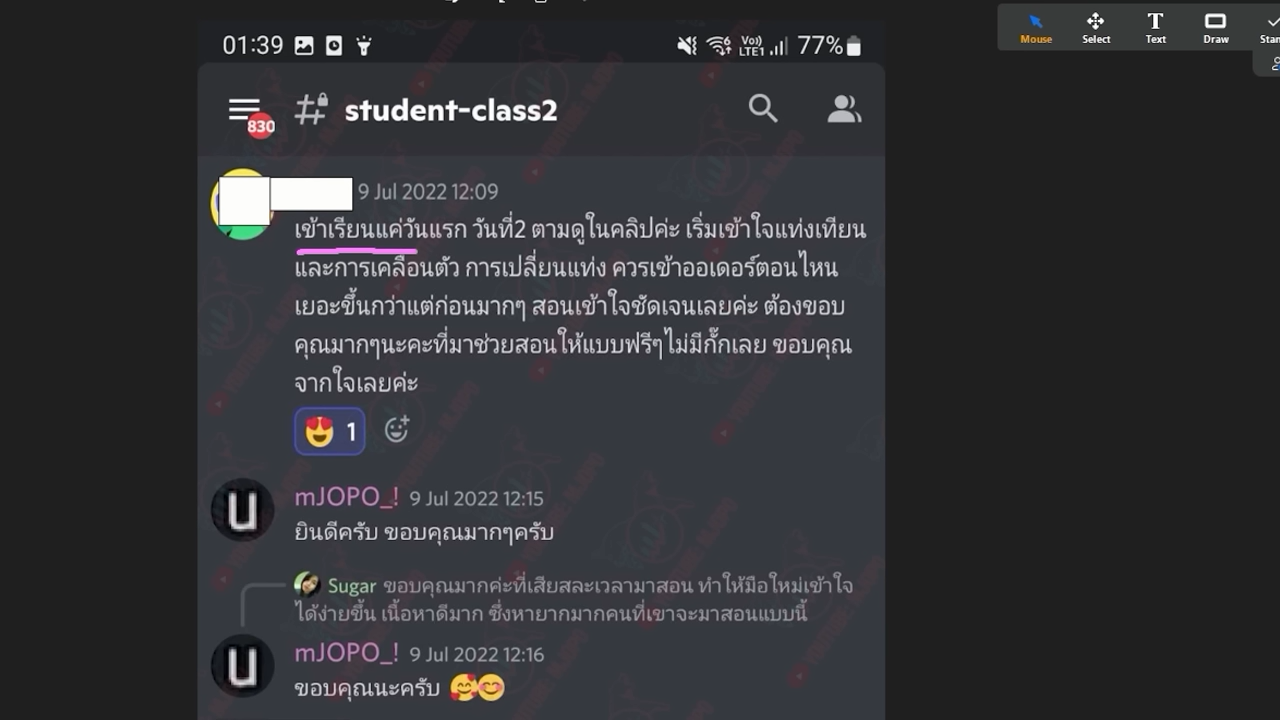 01:39
Vo)) LTE1 77%
Mouse Select Text Draw
830
student-class2
9 Jul 2022 12:09
เข้าเรียนแค่วันแรก วันที่2 ตามดูในคลิปค่ะ เริ่มเข้าใจแท่งเทียน
และการเคลื่อนตัว การเปลี่ยนแท่ง ควรเข้าออเดอร์ตอนไหน
เยอะขึ้นกว่าแต่ก่อนมากๆ สอนเข้าใจชัดเจนเลยค่ะ ต้องขอบ
คุณมากๆนะคะที่มาช่วยสอนให้แบบฟรีๆไม่มีกั๊กเลย ขอบคุณ
จากใจเลยค่ะ
😍 1
mJOPO_! 9 Jul 2022 12:15
ยินดีครับ ขอบคุณมากๆครับ
Sugar ขอบคุณมากค่ะที่เสียสละเวลามาสอน ทำให้มือใหม่เข้าใจ
ได้ง่ายขึ้น เนื้อหาดีมาก ซึ่งหายากมากคนที่เขาจะมาสอนแบบนี้
mJOPO_! 9 Jul 2022 12:16
ขอบคุณนะครับ 🥰😊